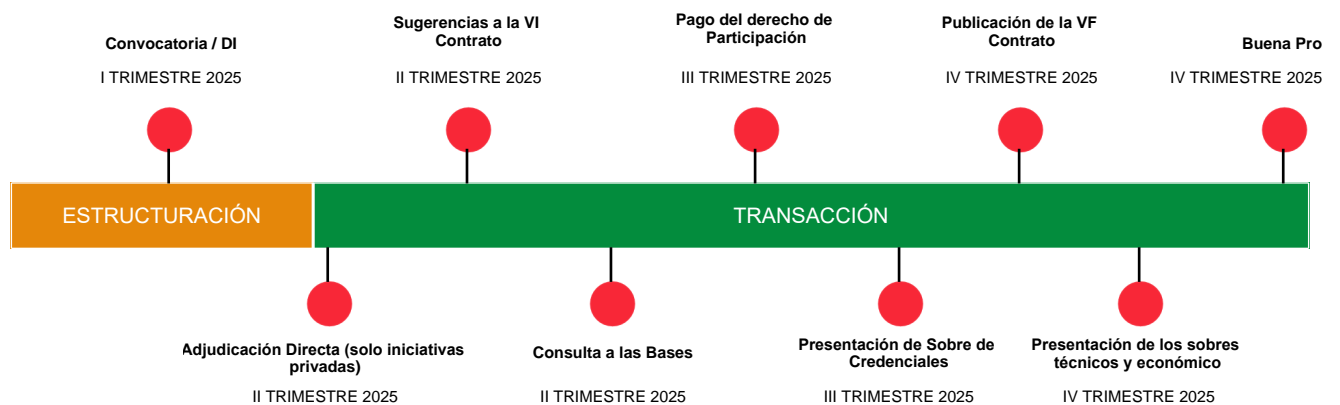 Convocatoria / DI
I TRIMESTRE 2025
Sugerencias a la VI
Contrato
II TRIMESTRE 2025
Pago del derecho de
Participación
III TRIMESTRE 2025
Publicación de la VF
Contrato
IV TRIMESTRE 2025
Buena Pro
IV TRIMESTRE 2025
ESTRUCTURACIÓN
TRANSACCIÓN
Adjudicación Directa (solo iniciativas
privadas)
II TRIMESTRE 2025
Consulta a las Bases
II TRIMESTRE 2025
Presentación de Sobre de
Credenciales
III TRIMESTRE 2025
Presentación de los sobres
técnicos y económico
IV TRIMESTRE 2025